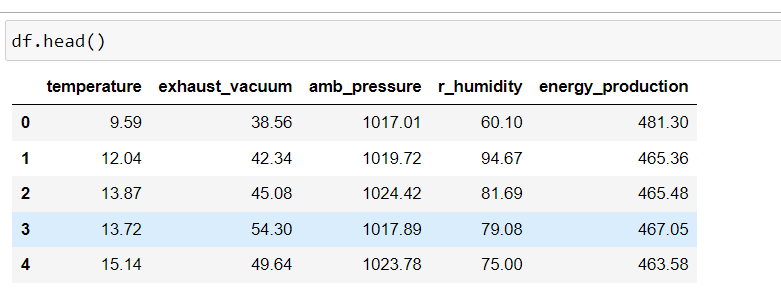 df.head()
temperature exhaust_vacuum amb_pressure r_humidity energy_production
0 9.59 38.56 1017.01 60.10 481.30
1 12.04 42.34 1019.72 94.67 465.36
2 13.87 45.08 1024.42 81.69 465.48
3 13.72 54.30 1017.89 79.08 467.05
4 15.14 49.64 1023.78 75.00 463.58